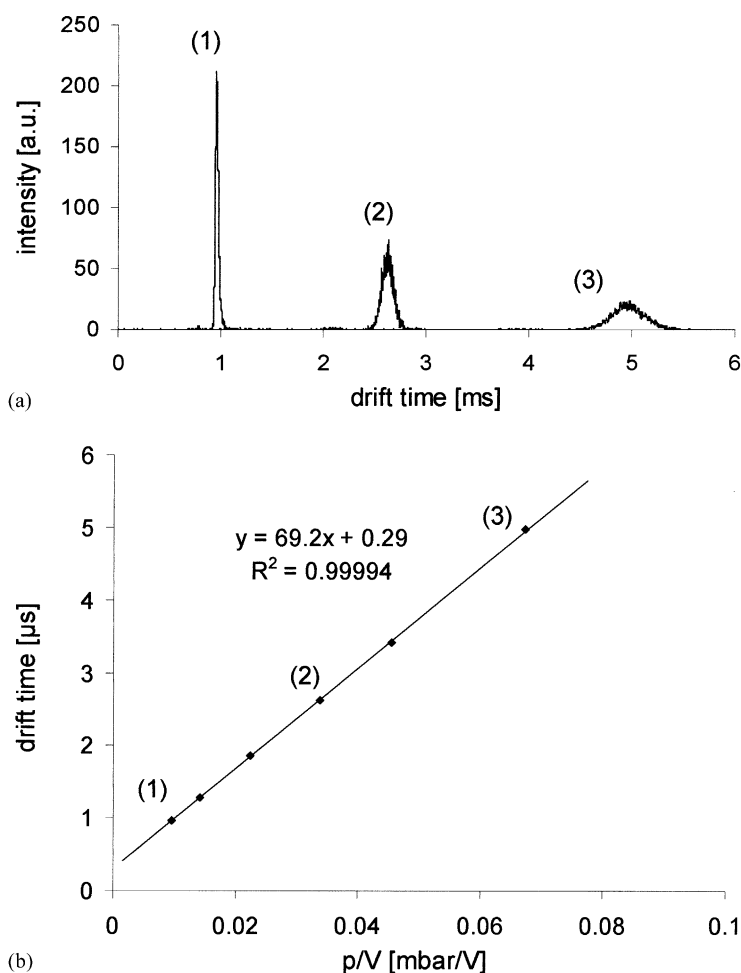 250
200
150
100
50
0
intensity [a.u.]
(1)
(2)
(3)
0 1 2 3 4 5 6
drift time [ms]
(a)
6
5
4
3
2
1
0
drift time [µs]
y = 69.2x + 0.29
R² = 0.99994
(3)
(2)
(1)
0 0.02 0.04 0.06 0.08 0.1
p/V [mbar/V]
(b)